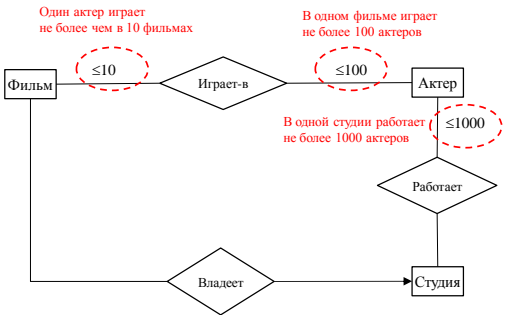 Один актер играет
не более чем в 10 фильмах
В одном фильме играет
не более 100 актеров
≤10
≤100
Фильм
Играет-в
Актер
В одной студии работает
не более 1000 актеров
≤1000
Работает
Владеет
Студия